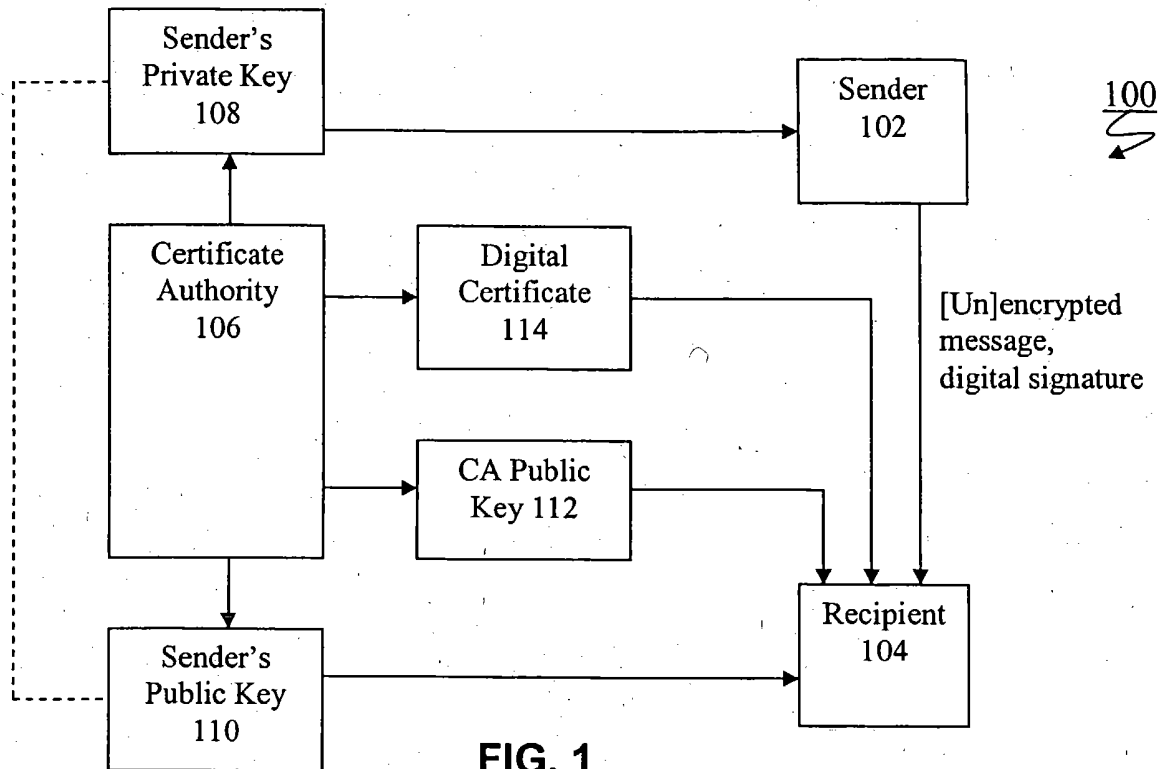 Sender's
Private Key
108
Sender
102
100
Certificate
Authority
106
Digital
Certificate
114
[Un]encrypted
message,
digital signature
CA Public
Key 112
Recipient
104
Sender's
Public Key
110
FIG. 1